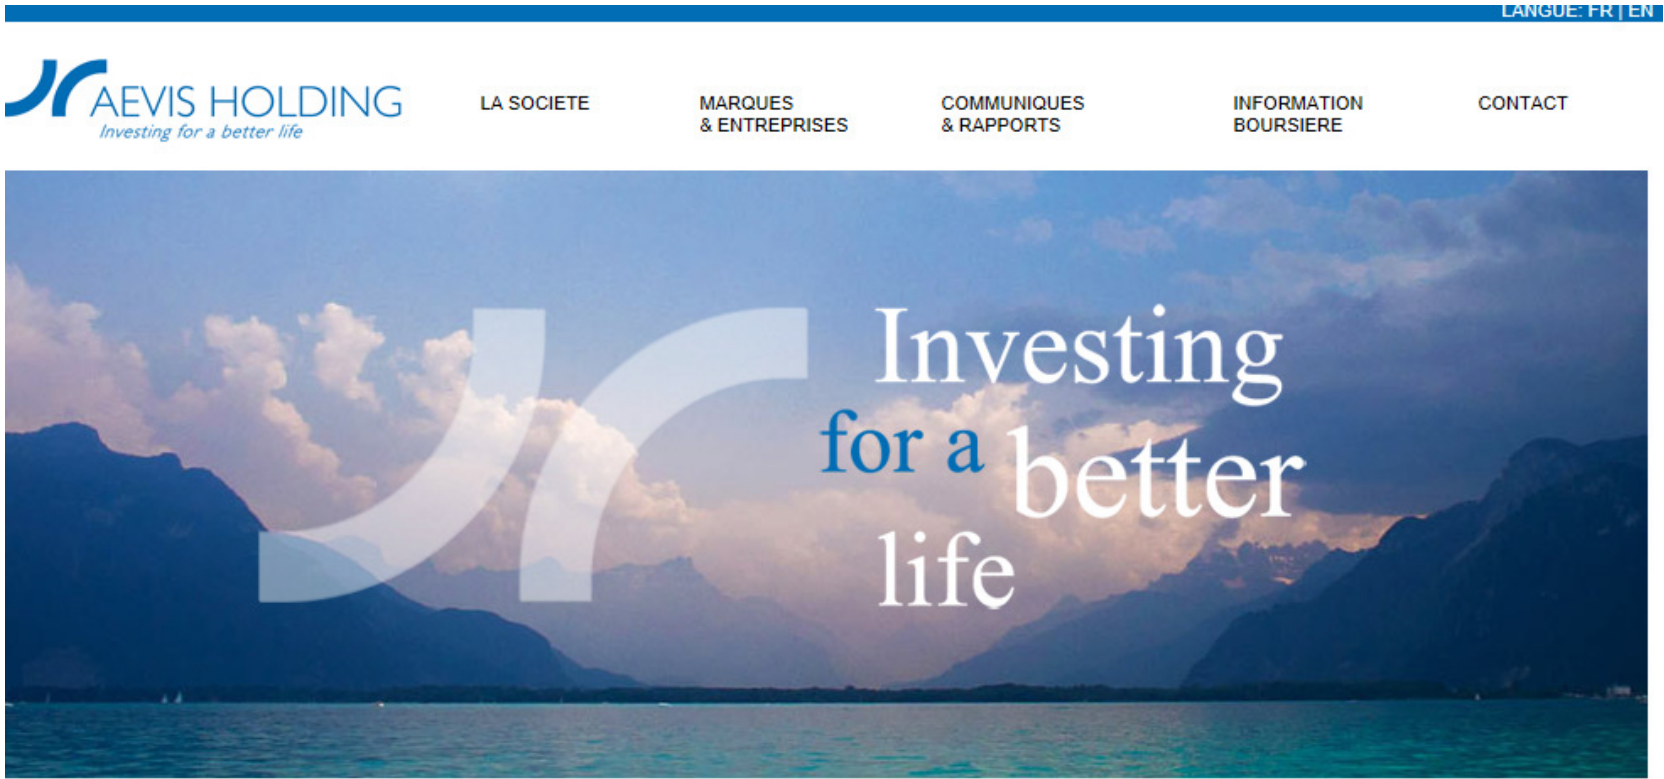 LANGUE: FR | EN
AEVIS HOLDING
Investing for a better life
LA SOCIETE
MARQUES
& ENTREPRISES
COMMUNIQUES
& RAPPORTS
INFORMATION
BOURSIERE
CONTACT
Investing
for a better
life